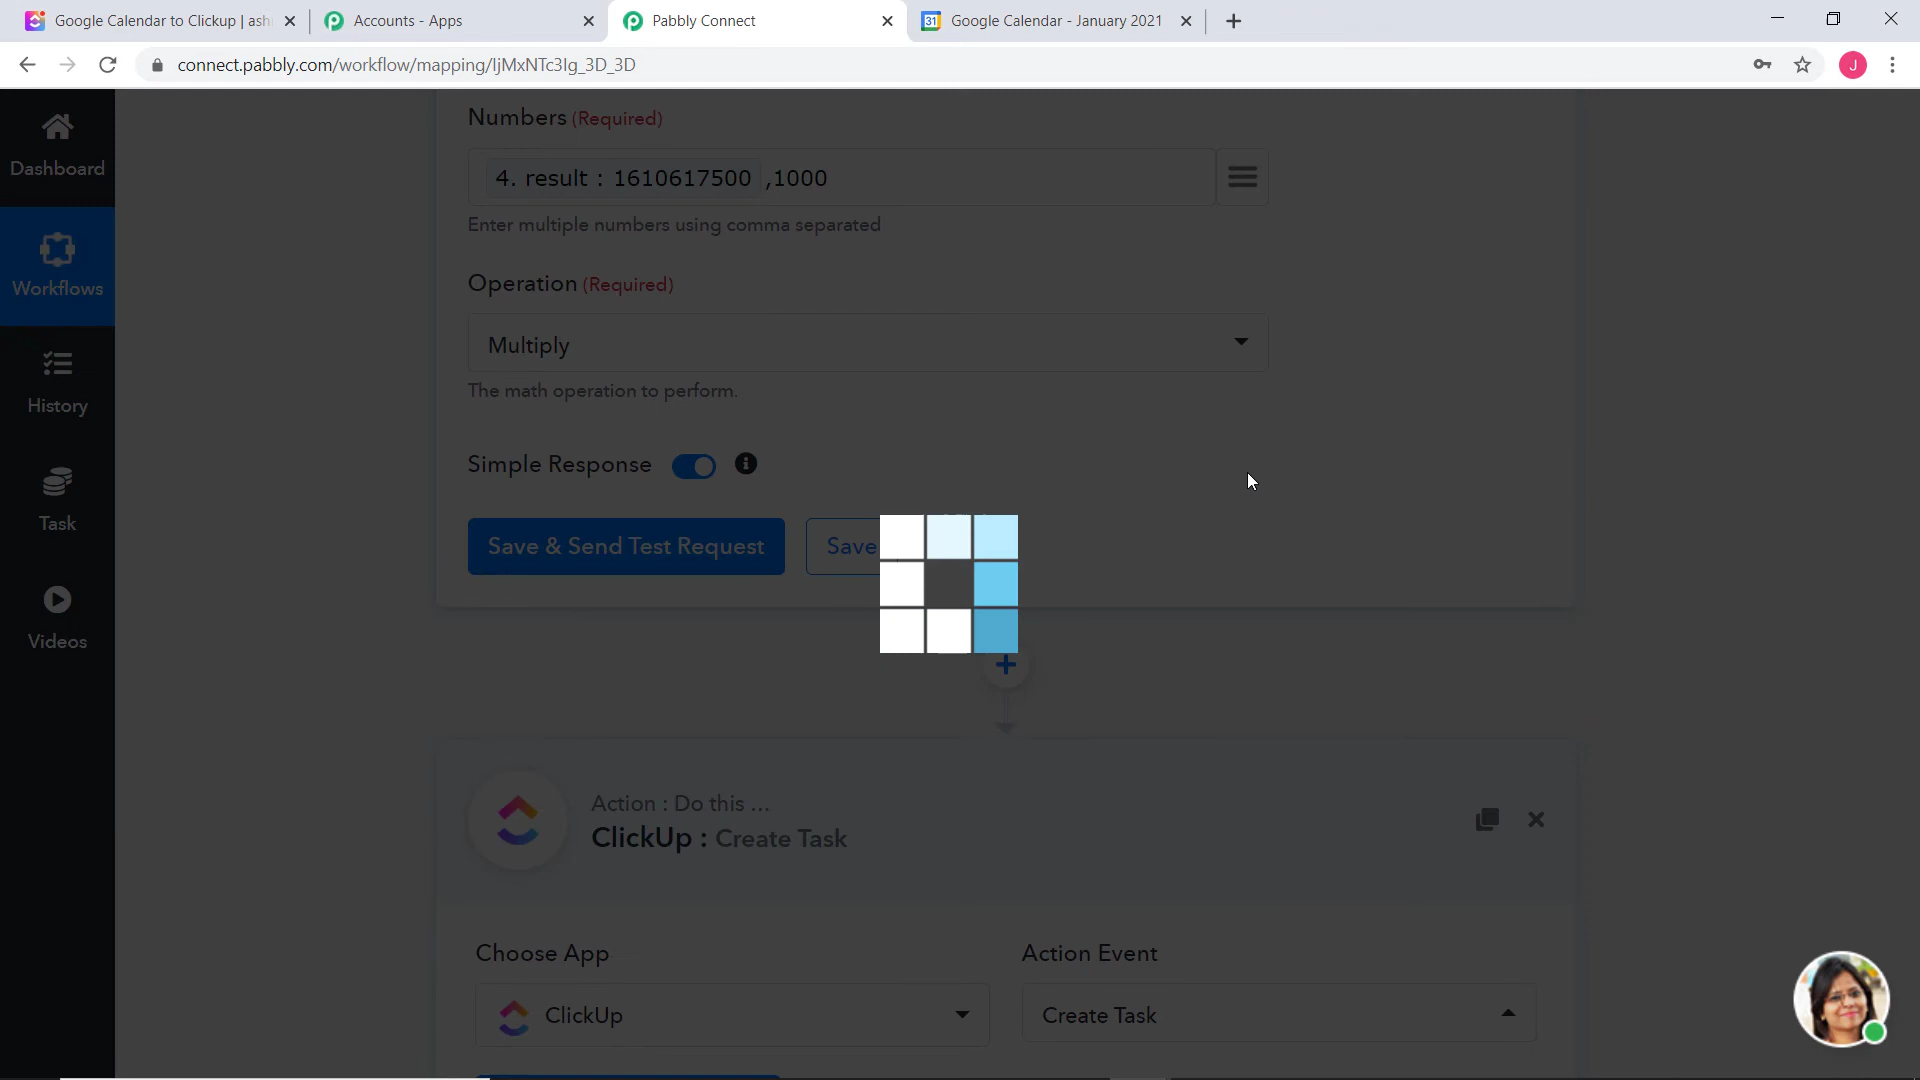 Google Calendar to Clickup | ash
Accounts - Apps
Pabbly Connect
31
Google Calendar - January 2021
connect.pabbly.com/workflow/mapping/IjMxNTc3Ig_3D_3D
J
Dashboard
Workflows
History
Task
Videos
Numbers (Required)
4. result : 1610617500 ,1000
Enter multiple numbers using comma separated
Operation (Required)
Multiply
The math operation to perform.
Simple Response
Save & Send Test Request
Save
Action : Do this ...
ClickUp : Create Task
Choose App
Action Event
ClickUp
Create Task